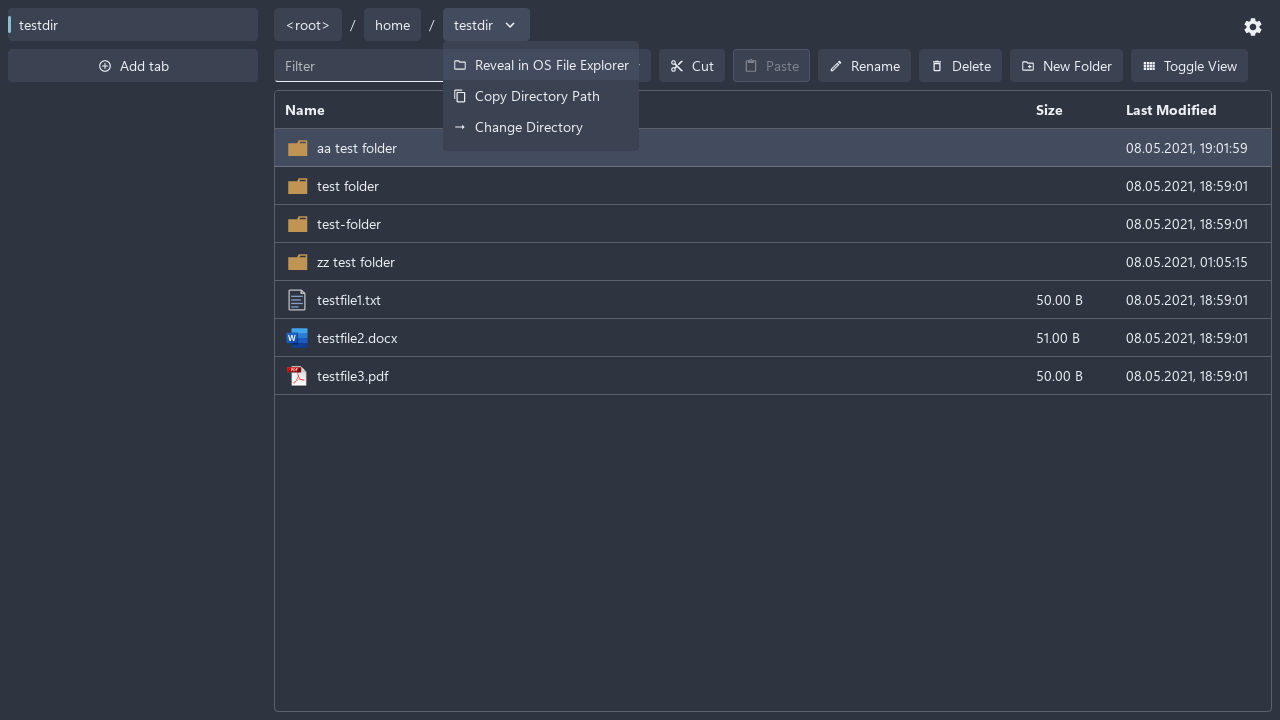 testdir
<root> / home / testdir
Add tab
Filter
Cut
Paste
Rename
Delete
New Folder
Toggle View
Reveal in OS File Explorer
Copy Directory Path
Change Directory
Name Size Last Modified
aa test folder 08.05.2021, 19:01:59
test folder 08.05.2021, 18:59:01
test-folder 08.05.2021, 18:59:01
zz test folder 08.05.2021, 01:05:15
testfile1.txt 50.00 B 08.05.2021, 18:59:01
testfile2.docx 51.00 B 08.05.2021, 18:59:01
testfile3.pdf 50.00 B 08.05.2021, 18:59:01